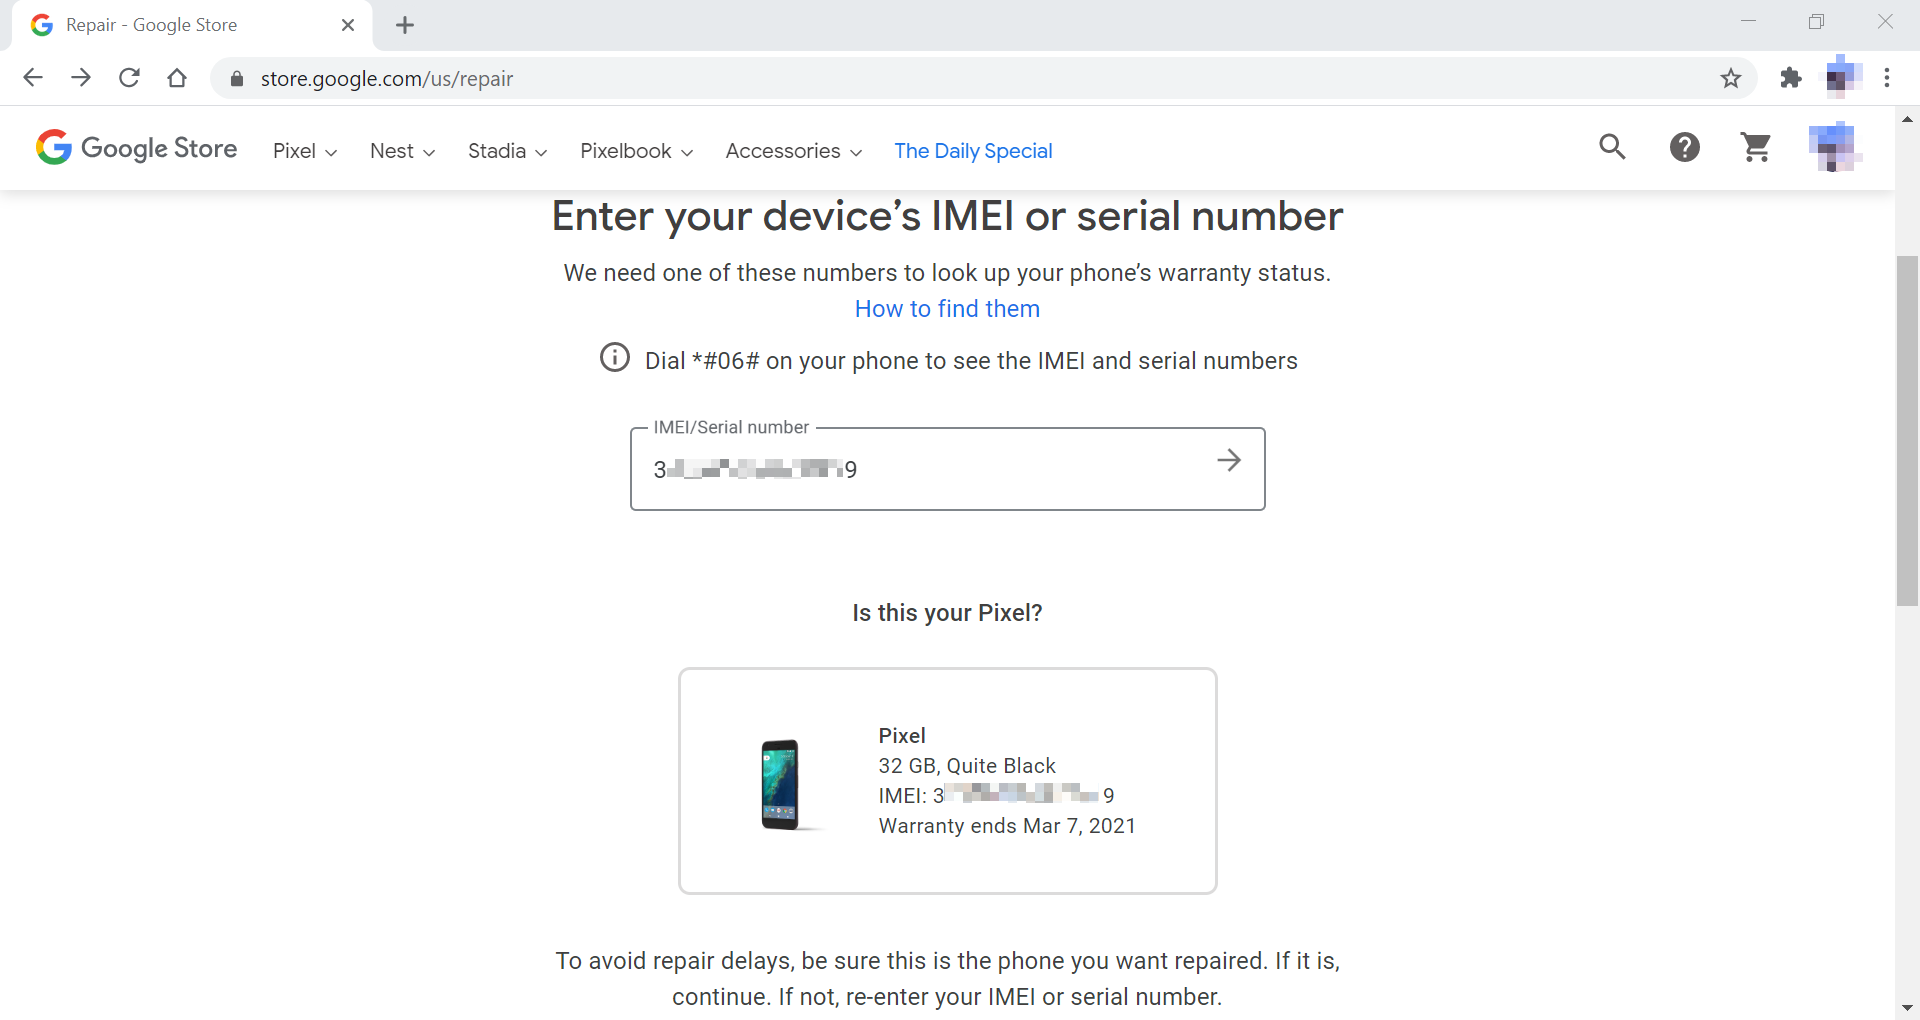 Repair - Google Store
store.google.com/us/repair
Google Store Pixel Nest Stadia Pixelbook Accessories The Daily Special
Enter your device’s IMEI or serial number
We need one of these numbers to look up your phone’s warranty status.
How to find them
Dial *#06# on your phone to see the IMEI and serial numbers
IMEI/Serial number
3 9
Is this your Pixel?
Pixel
32 GB, Quite Black
IMEI: 3 9
Warranty ends Mar 7, 2021
To avoid repair delays, be sure this is the phone you want repaired. If it is,
continue. If not, re-enter your IMEI or serial number.